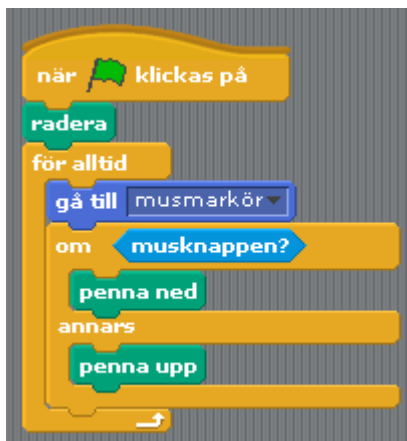 när klickas på
radera
för alltid
gå till musmarkör
om musknappen?
penna ned
annars
penna upp